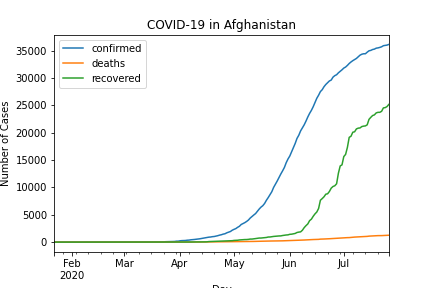 COVID-19 in Afghanistan
confirmed
deaths
recovered
Number of Cases
35000
30000
25000
20000
15000
10000
5000
0
Feb Mar Apr May Jun Jul
2020